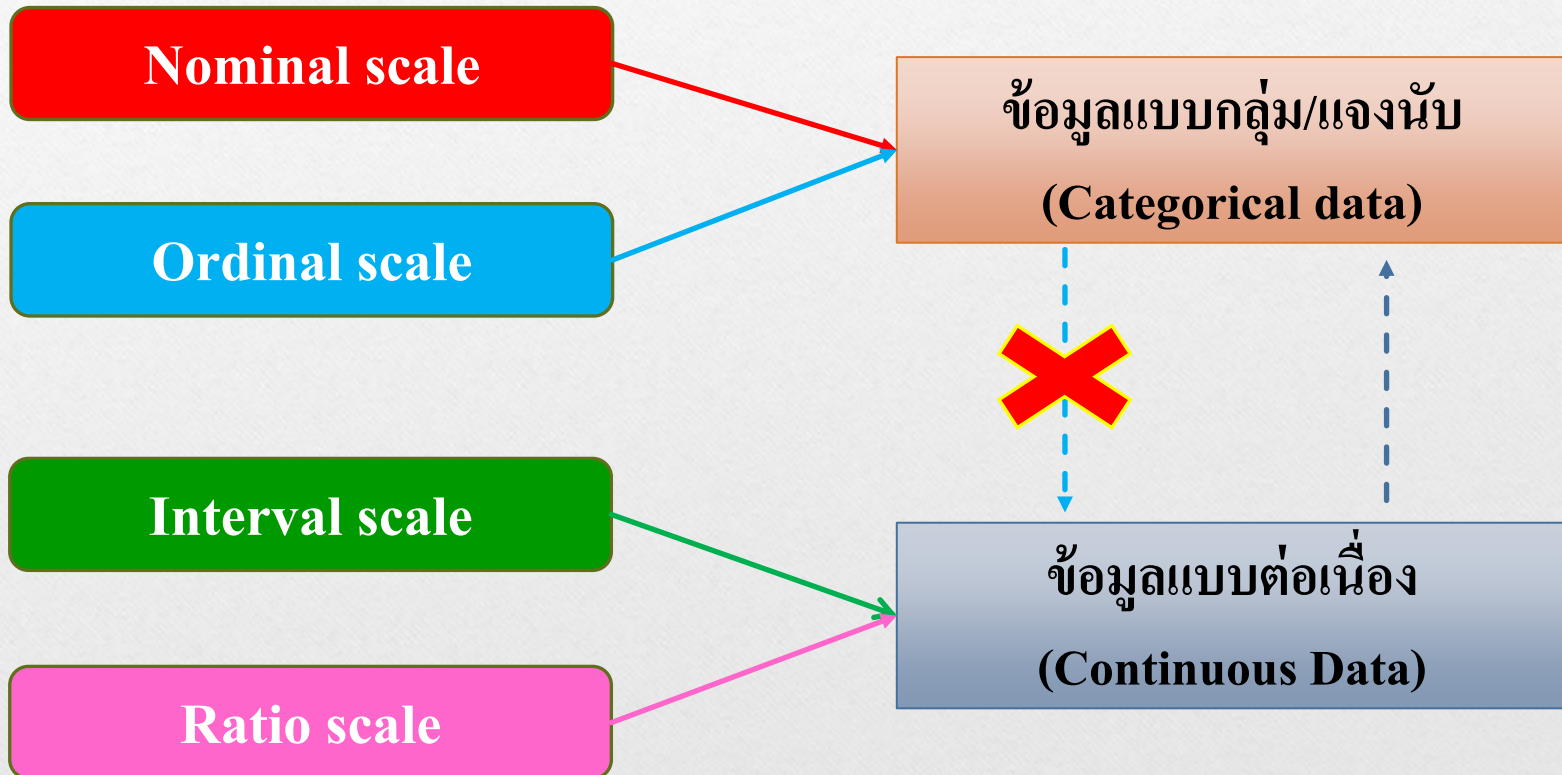 Nominal scale
Ordinal scale
Interval scale
Ratio scale
ข้อมูลแบบกลุ่ม/แจงนับ
(Categorical data)
ข้อมูลแบบต่อเนื่อง
(Continuous Data)